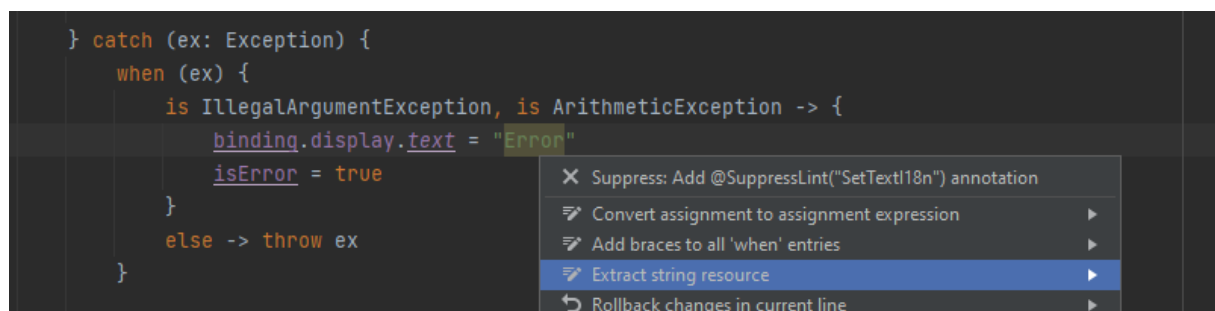 } catch (ex: Exception) {
when (ex) {
is IllegalArgumentException, is ArithmeticException -> {
binding.display.text = "Error"
isError = true
}
else -> throw ex
}
Suppress: Add @SuppressLint("SetTextI18n") annotation
Convert assignment to assignment expression
Add braces to all 'when' entries
Extract string resource
Rollback changes in current line